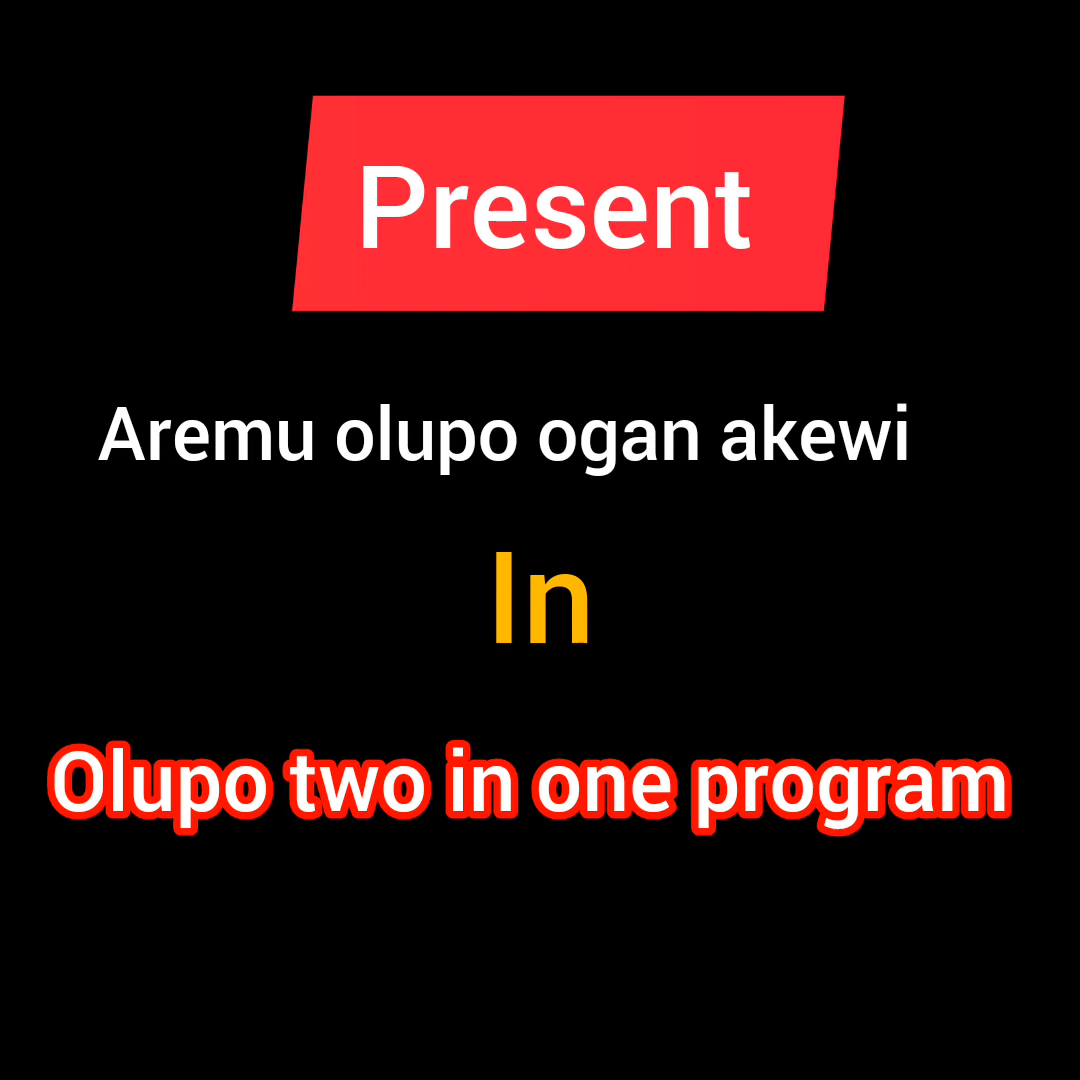 Present
Aremu olupo ogan akewi
In
Olupo two in one program